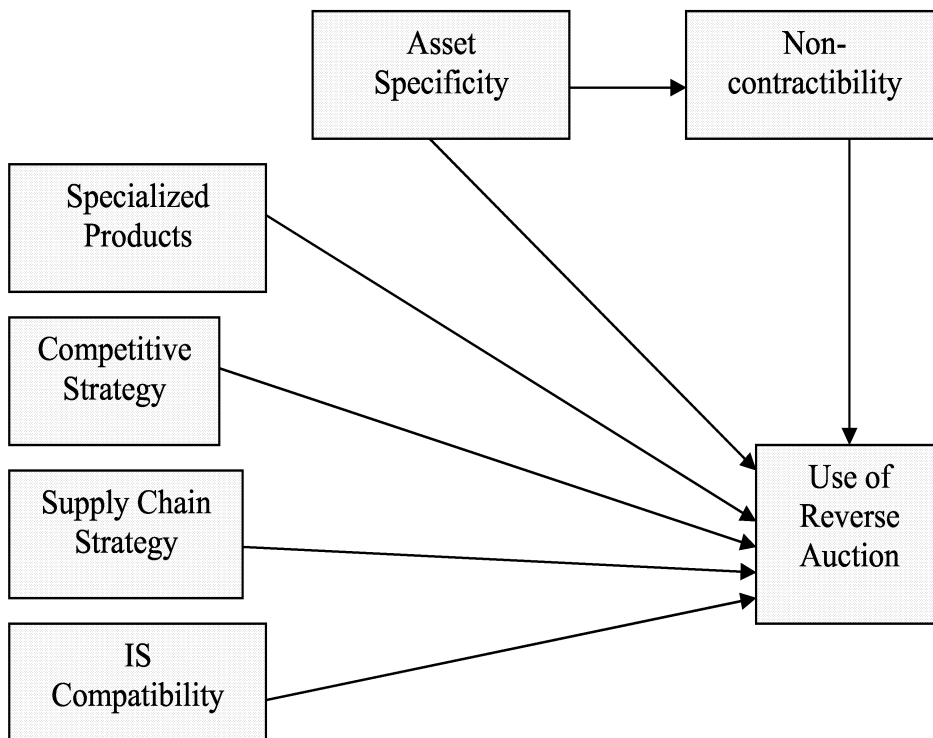 Asset
Specificity
Non-
contractibility
Specialized
Products
Competitive
Strategy
Supply Chain
Strategy
IS
Compatibility
Use of
Reverse
Auction